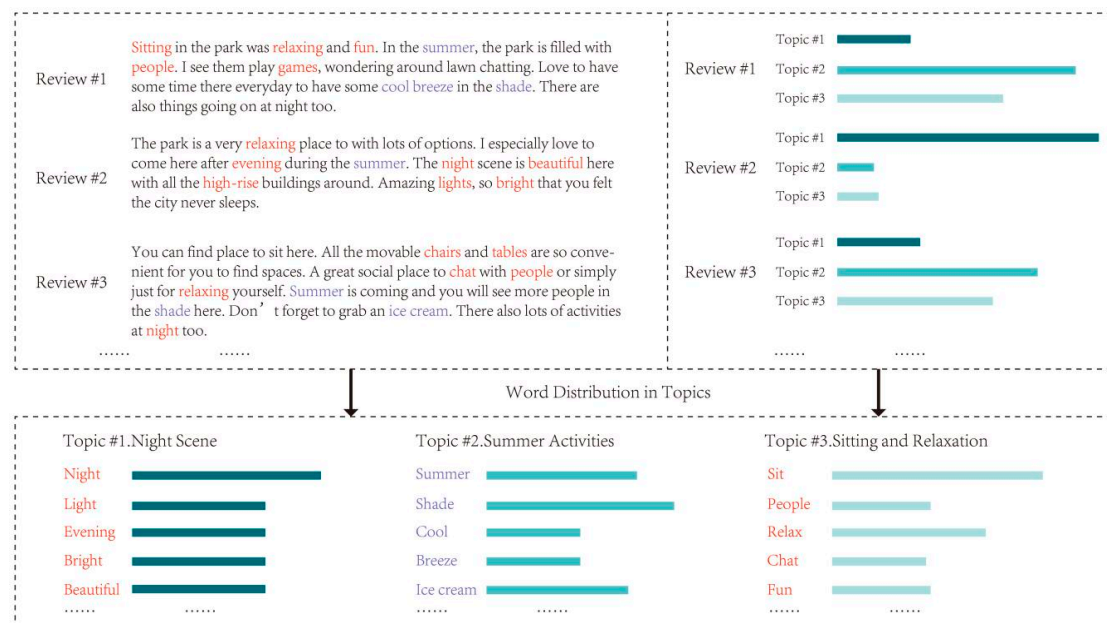 Review #1
Sitting in the park was relaxing and fun. In the summer, the park is filled with
people. I see them play games, wondering around lawn chatting. Love to have
some time there everyday to have some cool breeze in the shade. There are
also things going on at night too.
Review #2
The park is a very relaxing place to with lots of options. I especially love to
come here after evening during the summer. The night scene is beautiful here
with all the high-rise buildings around. Amazing lights, so bright that you felt
the city never sleeps.
Review #3
You can find place to sit here. All the movable chairs and tables are so conve-
nient for you to find spaces. A great social place to chat with people or simply
just for relaxing yourself. Summer is coming and you will see more people in
the shade here. Don’t forget to grab an ice cream. There also lots of activities
at night too.
...... ......
Review #1
Topic #1
Topic #2
Topic #3
Review #2
Topic #1
Topic #2
Topic #3
Review #3
Topic #1
Topic #2
Topic #3
...... ......
Word Distribution in Topics
Topic #1.Night Scene
Night
Light
Evening
Bright
Beautiful
...... ......
Topic #2.Summer Activities
Summer
Shade
Cool
Breeze
Ice cream
...... ......
Topic #3.Sitting and Relaxation
Sit
People
Relax
Chat
Fun
...... ......